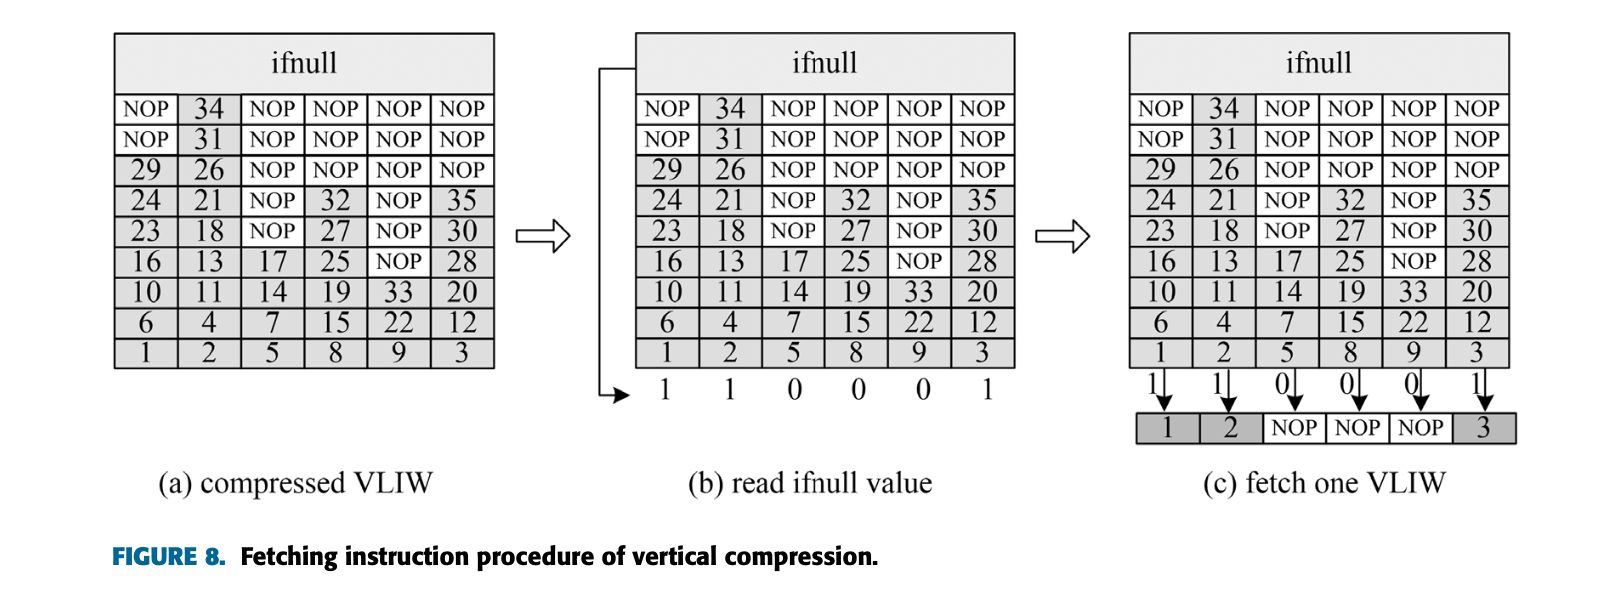 ifnull
NOP 34 NOP NOP NOP NOP
NOP 31 NOP NOP NOP NOP
29 26 NOP NOP NOP NOP
24 21 NOP 32 NOP 35
23 18 NOP 27 NOP 30
16 13 17 25 NOP 28
10 11 14 19 33 20
6 4 7 15 22 12
1 2 5 8 9 3
(a) compressed VLIW
ifnull
NOP 34 NOP NOP NOP NOP
NOP 31 NOP NOP NOP NOP
29 26 NOP NOP NOP NOP
24 21 NOP 32 NOP 35
23 18 NOP 27 NOP 30
16 13 17 25 NOP 28
10 11 14 19 33 20
6 4 7 15 22 12
1 2 5 8 9 3
1 1 0 0 0 1
(b) read ifnull value
ifnull
NOP 34 NOP NOP NOP NOP
NOP 31 NOP NOP NOP NOP
29 26 NOP NOP NOP NOP
24 21 NOP 32 NOP 35
23 18 NOP 27 NOP 30
16 13 17 25 NOP 28
10 11 14 19 33 20
6 4 7 15 22 12
1 2 5 8 9 3
1 1 0 0 0 1
1 2 NOP NOP NOP 3
(c) fetch one VLIW
FIGURE 8. Fetching instruction procedure of vertical compression.